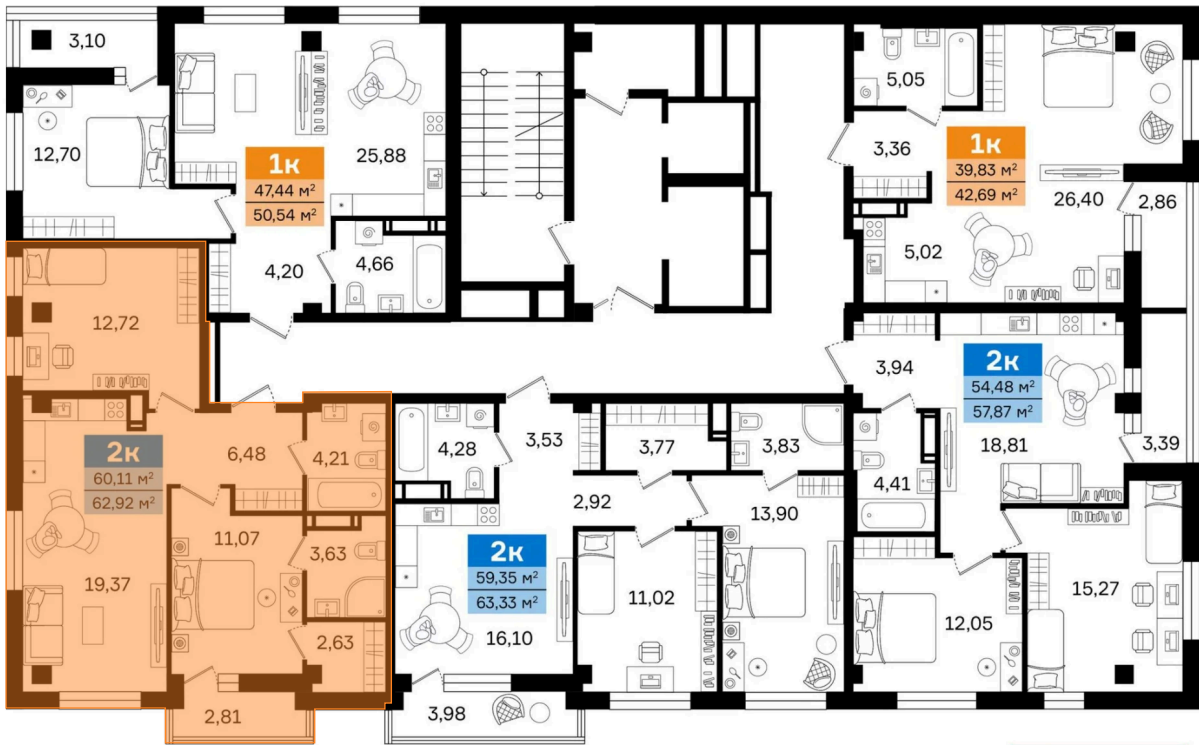 3,10
12,70
25,88
1к
47,44 м²
50,54 м²
4,20
4,66
5,05
3,36
1к
39,83 м²
42,69 м²
26,40
2,86
5,02
12,72
2к
60,11 м²
62,92 м²
6,48
4,21
11,07
3,63
19,37
2,63
2,81
4,28
3,53
3,77
3,83
2,92
13,90
2к
59,35 м²
63,33 м²
16,10
11,02
3,98
3,94
2к
54,48 м²
57,87 м²
18,81
3,39
4,41
15,27
12,05